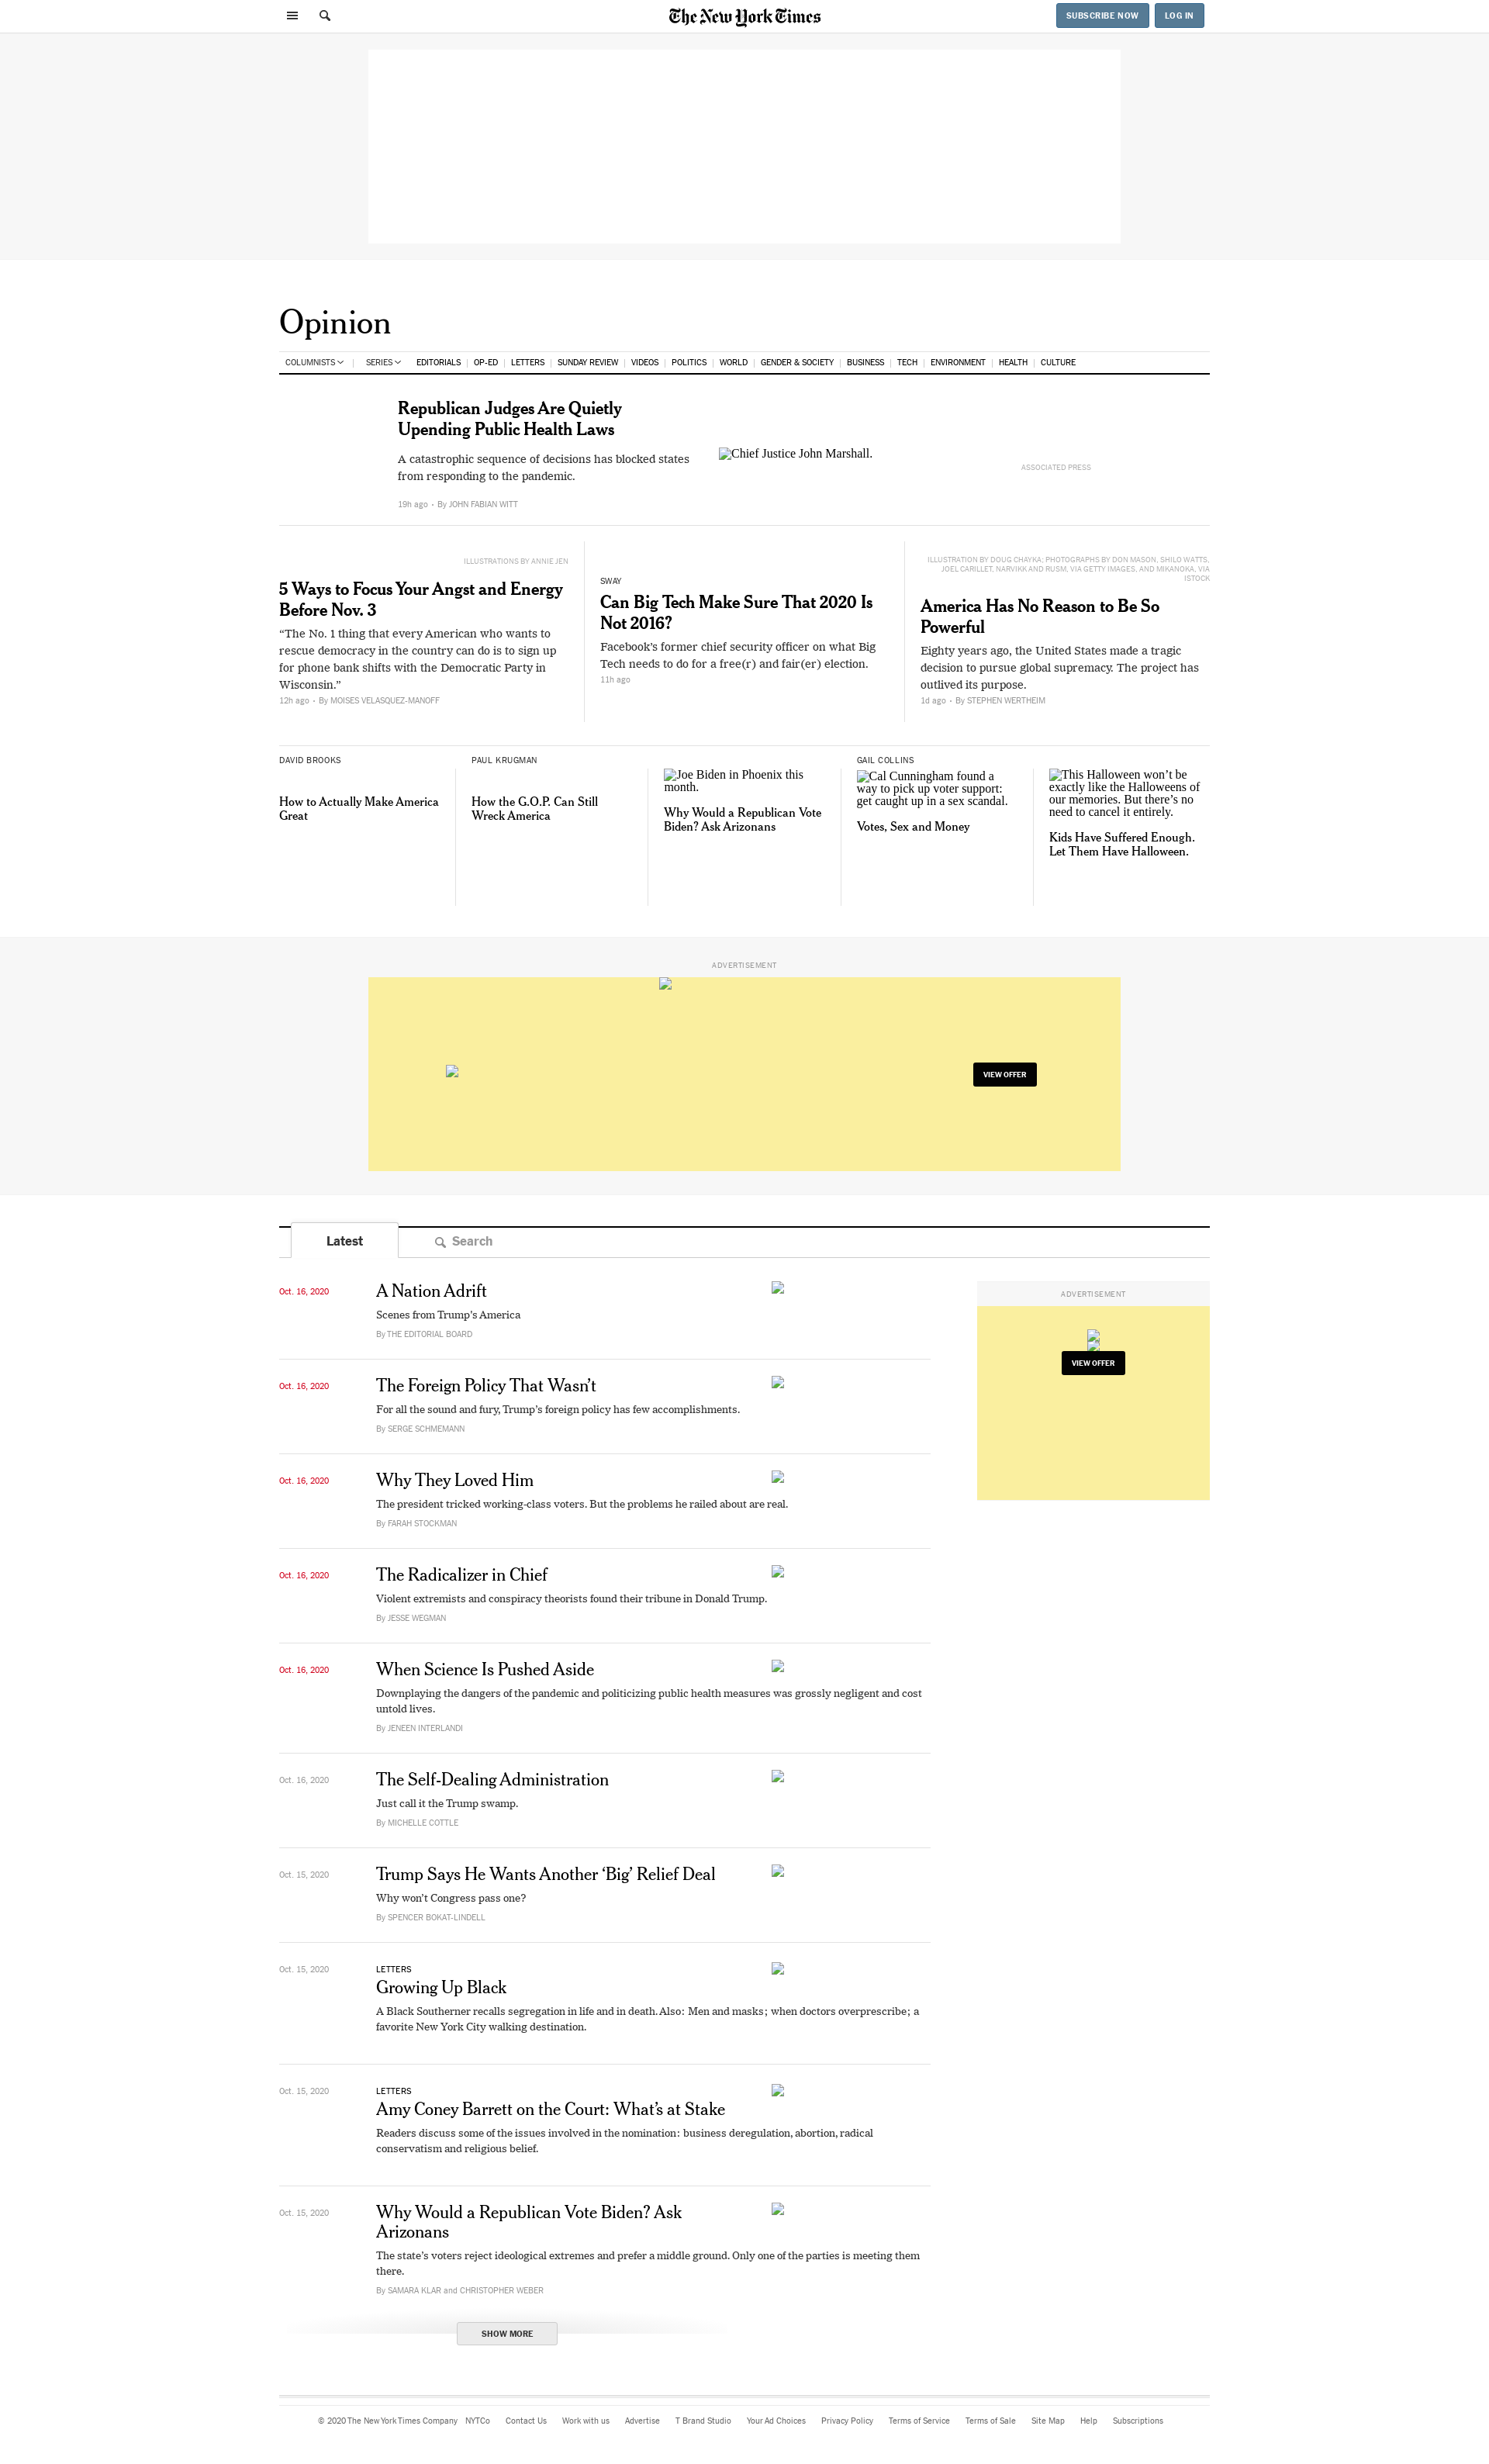 The New York Times
SUBSCRIBE NOW
LOG IN
Opinion
COLUMNISTS
SERIES
EDITORIALS
OP-ED
LETTERS
SUNDAY REVIEW
VIDEOS
POLITICS
WORLD
GENDER & SOCIETY
BUSINESS
TECH
ENVIRONMENT
HEALTH
CULTURE
Republican Judges Are Quietly
Upending Public Health Laws
A catastrophic sequence of decisions has blocked states
from responding to the pandemic.
19h ago • By JOHN FABIAN WITT
Chief Justice John Marshall.
ASSOCIATED PRESS
ILLUSTRATIONS BY ANNIE JEN
5 Ways to Focus Your Angst and Energy
Before Nov. 3
“The No. 1 thing that every American who wants to
rescue democracy in the country can do is to sign up
for phone bank shifts with the Democratic Party in
Wisconsin.”
12h ago • By MOISES VELASQUEZ-MANOFF
SWAY
Can Big Tech Make Sure That 2020 Is
Not 2016?
Facebook’s former chief security officer on what Big
Tech needs to do for a free(r) and fair(er) election.
11h ago
ILLUSTRATION BY DOUG CHAYKA; PHOTOGRAPHS BY DON MASON, SHILO WATTS,
JOEL CARILLET, NARVIKK AND RUSM, VIA GETTY IMAGES, AND MIKANOKA, VIA
ISTOCK
America Has No Reason to Be So
Powerful
Eighty years ago, the United States made a tragic
decision to pursue global supremacy. The project has
outlived its purpose.
1d ago • By STEPHEN WERTHEIM
DAVID BROOKS
How to Actually Make America
Great
PAUL KRUGMAN
How the G.O.P. Can Still
Wreck America
Joe Biden in Phoenix this
month.
Why Would a Republican Vote
Biden? Ask Arizonans
GAIL COLLINS
Cal Cunningham found a
way to pick up voter support:
get caught up in a sex scandal.
Votes, Sex and Money
This Halloween won’t be
exactly like the Halloweens of
our memories. But there’s no
need to cancel it entirely.
Kids Have Suffered Enough.
Let Them Have Halloween.
ADVERTISEMENT
VIEW OFFER
Latest
Search
Oct. 16, 2020
A Nation Adrift
Scenes from Trump’s America
By THE EDITORIAL BOARD
ADVERTISEMENT
VIEW OFFER
Oct. 16, 2020
The Foreign Policy That Wasn’t
For all the sound and fury, Trump’s foreign policy has few accomplishments.
By SERGE SCHMEMANN
Oct. 16, 2020
Why They Loved Him
The president tricked working-class voters. But the problems he railed about are real.
By FARAH STOCKMAN
Oct. 16, 2020
The Radicalizer in Chief
Violent extremists and conspiracy theorists found their tribune in Donald Trump.
By JESSE WEGMAN
Oct. 16, 2020
When Science Is Pushed Aside
Downplaying the dangers of the pandemic and politicizing public health measures was grossly negligent and cost
untold lives.
By JENEEN INTERLANDI
Oct. 16, 2020
The Self-Dealing Administration
Just call it the Trump swamp.
By MICHELLE COTTLE
Oct. 15, 2020
Trump Says He Wants Another ‘Big’ Relief Deal
Why won’t Congress pass one?
By SPENCER BOKAT-LINDELL
Oct. 15, 2020
LETTERS
Growing Up Black
A Black Southerner recalls segregation in life and in death. Also: Men and masks; when doctors overprescribe; a
favorite New York City walking destination.
Oct. 15, 2020
LETTERS
Amy Coney Barrett on the Court: What’s at Stake
Readers discuss some of the issues involved in the nomination: business deregulation, abortion, radical
conservatism and religious belief.
Oct. 15, 2020
Why Would a Republican Vote Biden? Ask
Arizonans
The state’s voters reject ideological extremes and prefer a middle ground. Only one of the parties is meeting them
there.
By SAMARA KLAR and CHRISTOPHER WEBER
SHOW MORE
© 2020 The New York Times Company
NYTCo
Contact Us
Work with us
Advertise
T Brand Studio
Your Ad Choices
Privacy Policy
Terms of Service
Terms of Sale
Site Map
Help
Subscriptions